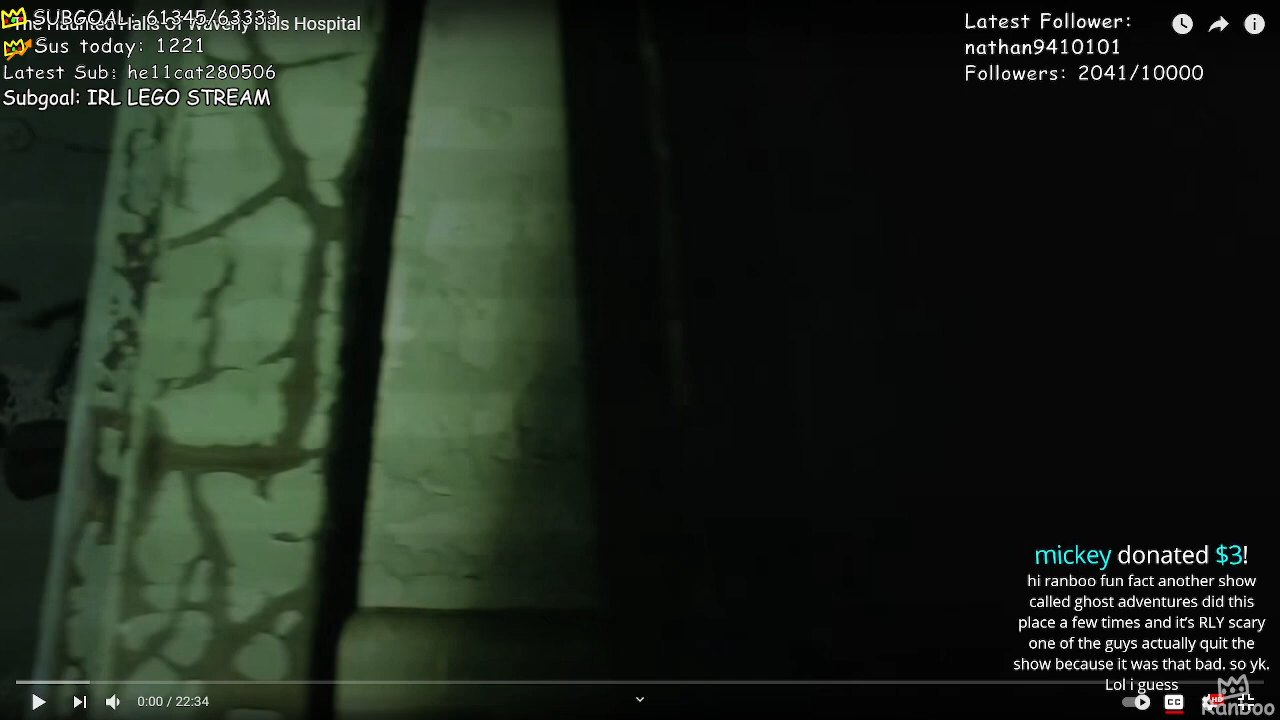 The Haunted Halls Of Waverly Hills Hospital
SUBGOAL: 61345/63333
Sus today: 1221
Latest Sub: he11cat280506
Subgoal: IRL LEGO STREAM
Latest Follower:
nathan9410101
Followers: 2041/10000
mickey donated $3!
hi ranboo fun fact another show
called ghost adventures did this
place a few times and it's RLY scary
one of the guys actually quit the
show because it was that bad. so yk.
Lol i guess
0:00 / 22:34
CC
HD
Ranboo